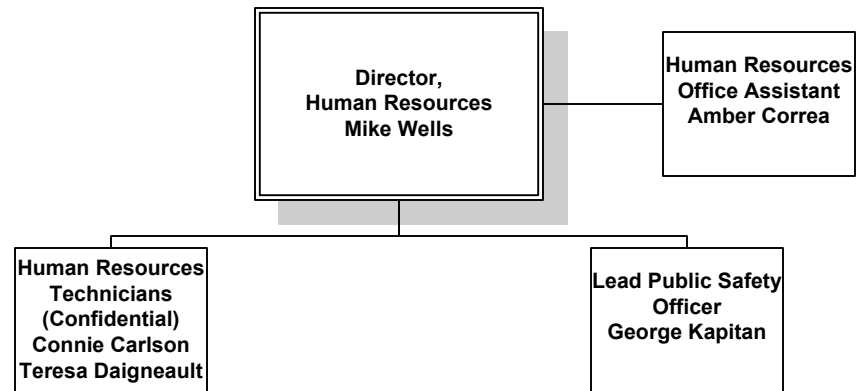 Director,
Human Resources
Mike Wells
Human Resources
Office Assistant
Amber Correa
Human Resources
Technicians
(Confidential)
Connie Carlson
Teresa Daigneault
Lead Public Safety
Officer
George Kapitan